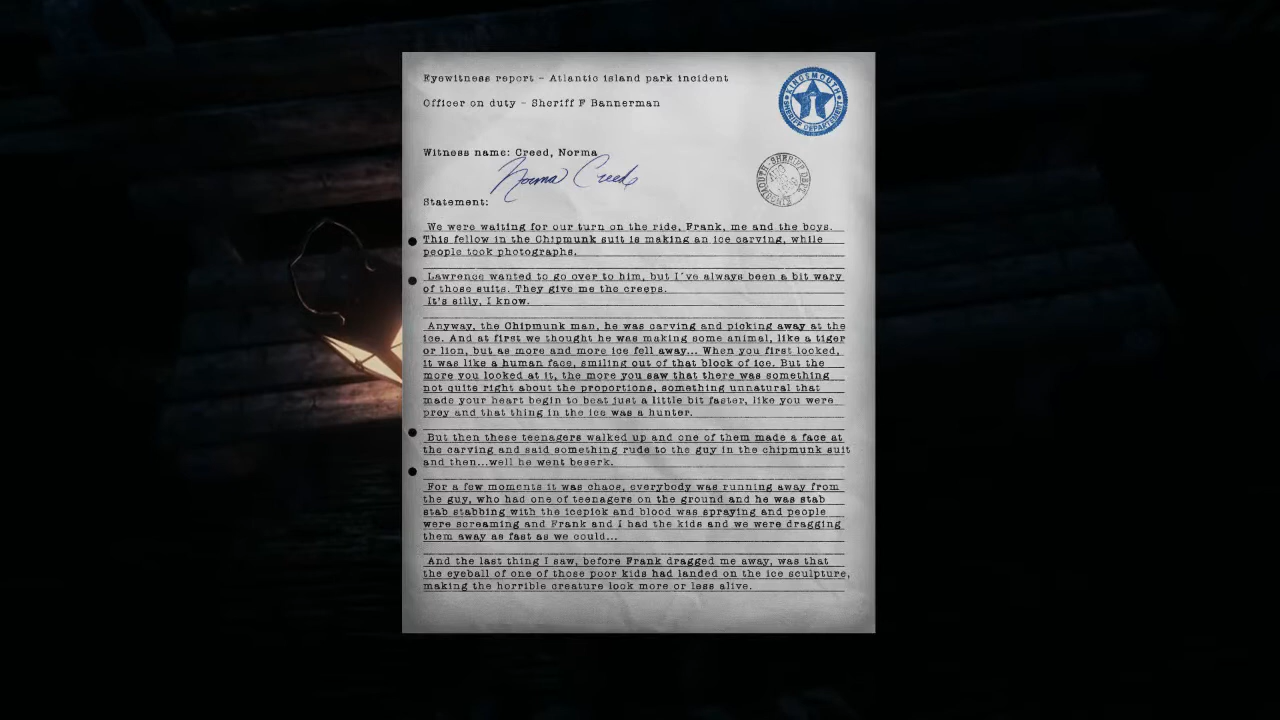 Eyewitness report - Atlantic island park incident
KINGSMOUTH
SHERIFF DEPARTEMENT
Officer on duty - Sheriff F Bannerman
Witness name: Creed, Norma
Norma Creed
Statement:
We were waiting for our turn on the ride, Frank, me and the boys.
This fellow in the Chipmunk suit is making an ice carving, while
people took photographs.
Lawrence wanted to go over to him, but I've always been a bit wary
of those suits. They give me the creeps.
It's silly, I know.
Anyway, the Chipmunk man, he was carving and picking away at the
ice. And at first we thought he was making some animal, like a tiger
or lion, but as more and more ice fell away... When you first looked,
it was like a human face, smiling out of that block of ice. But the
more you looked at it, the more you saw that there was something
not quite right about the proportions, something unnatural that
made your heart begin to beat just a little bit faster, like you were
prey and that thing in the ice was a hunter.
But then these teenagers walked up and one of them made a face at
the carving and said something rude to the guy in the chipmunk suit
and then...well he went beserk.
For a few moments it was chaos, everybody was running away from
the guy, who had one of teenagers on the ground and he was stab
stab stabbing with the icepick and blood was spraying and people
were screaming and Frank and I had the kids and we were dragging
them away as fast as we could...
And the last thing I saw, before Frank dragged me away, was that
the eyeball of one of those poor kids had landed on the ice sculpture,
making the horrible creature look more or less alive.